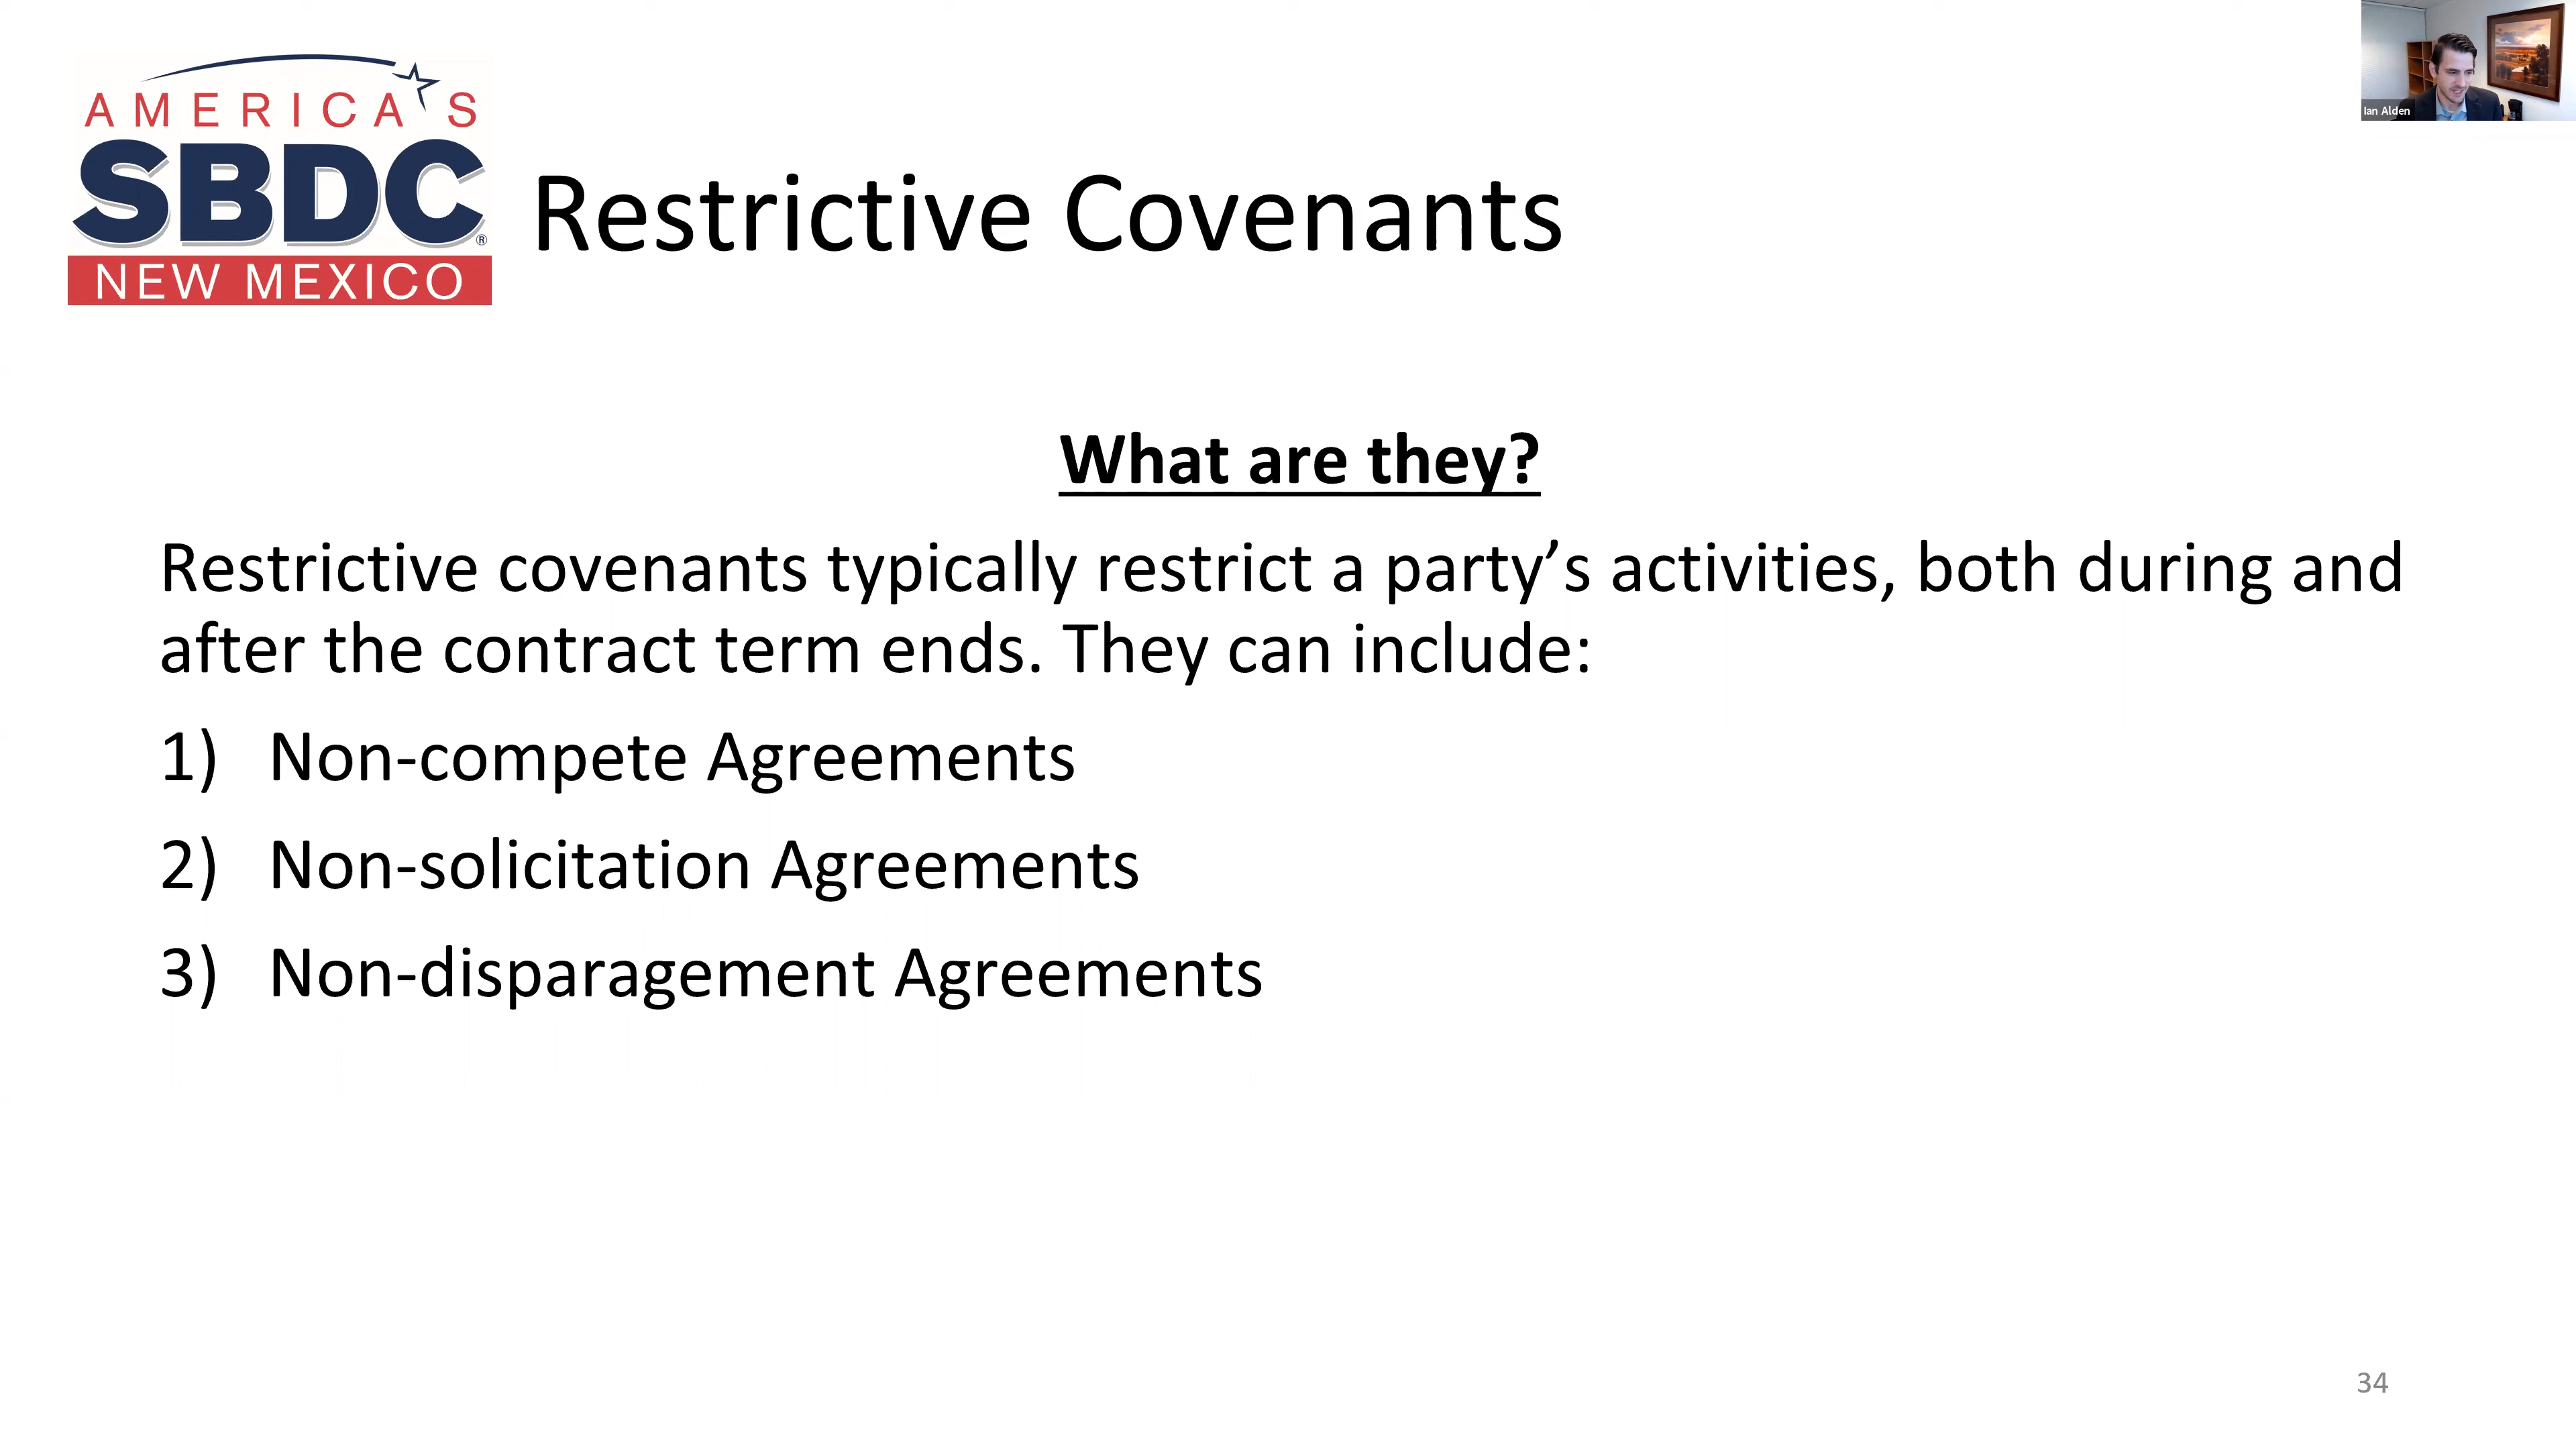 AMERICA'S
SBDC®
NEW MEXICO
Restrictive Covenants
Ian Alden
What are they?
Restrictive covenants typically restrict a party’s activities, both during and
after the contract term ends. They can include:
1) Non-compete Agreements
2) Non-solicitation Agreements
3) Non-disparagement Agreements
34